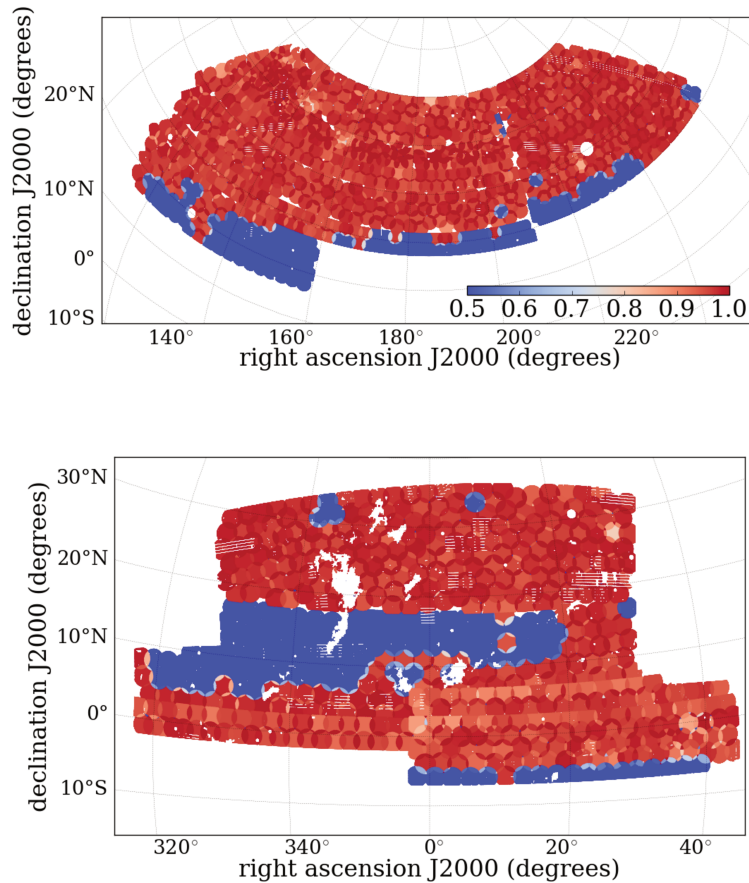 20°N
10°N
0°
10°S
declination J2000 (degrees)
0.5 0.6 0.7 0.8 0.9 1.0
140° 160° 180° 200° 220°
right ascension J2000 (degrees)
30°N
20°N
10°N
0°
10°S
declination J2000 (degrees)
320° 340° 0° 20° 40°
right ascension J2000 (degrees)